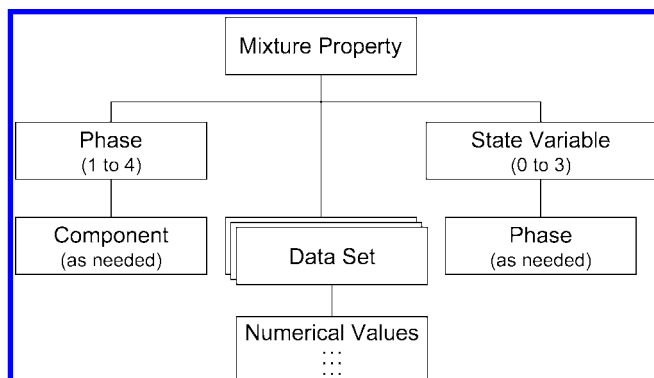 Mixture Property
Phase
(1 to 4)
State Variable
(0 to 3)
Component
(as needed)
Data Set
Phase
(as needed)
Numerical Values